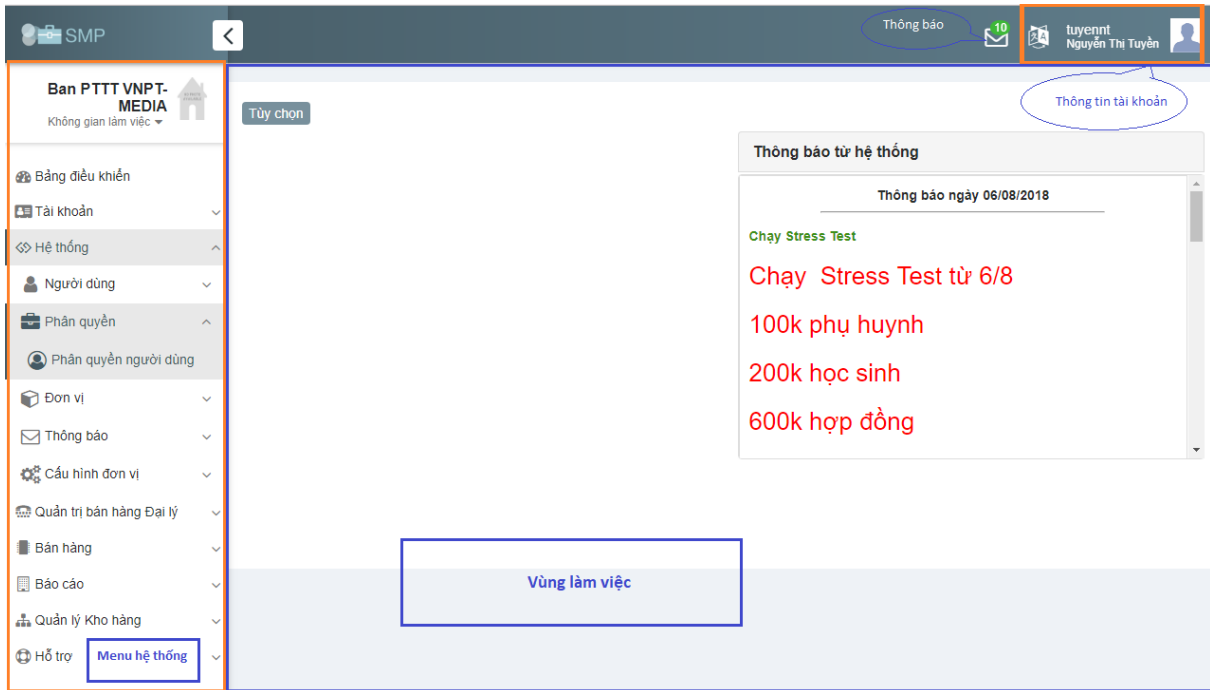 SMP
Thông báo
10
tuyennt
Nguyễn Thị Tuyền
Thông tin tài khoản
Ban PTTT VNPT-
MEDIA
Không gian làm việc
Bảng điều khiển
Tài khoản
Hệ thống
Người dùng
Phân quyền
Phân quyền người dùng
Đơn vị
Thông báo
Cấu hình đơn vị
Quản trị bán hàng Đại lý
Bán hàng
Báo cáo
Quản lý Kho hàng
Hỗ trợ
Menu hệ thống
Tùy chọn
Thông báo từ hệ thống
Thông báo ngày 06/08/2018
Chạy Stress Test
Chạy Stress Test từ 6/8
100k phụ huynh
200k học sinh
600k hợp đồng
Vùng làm việc